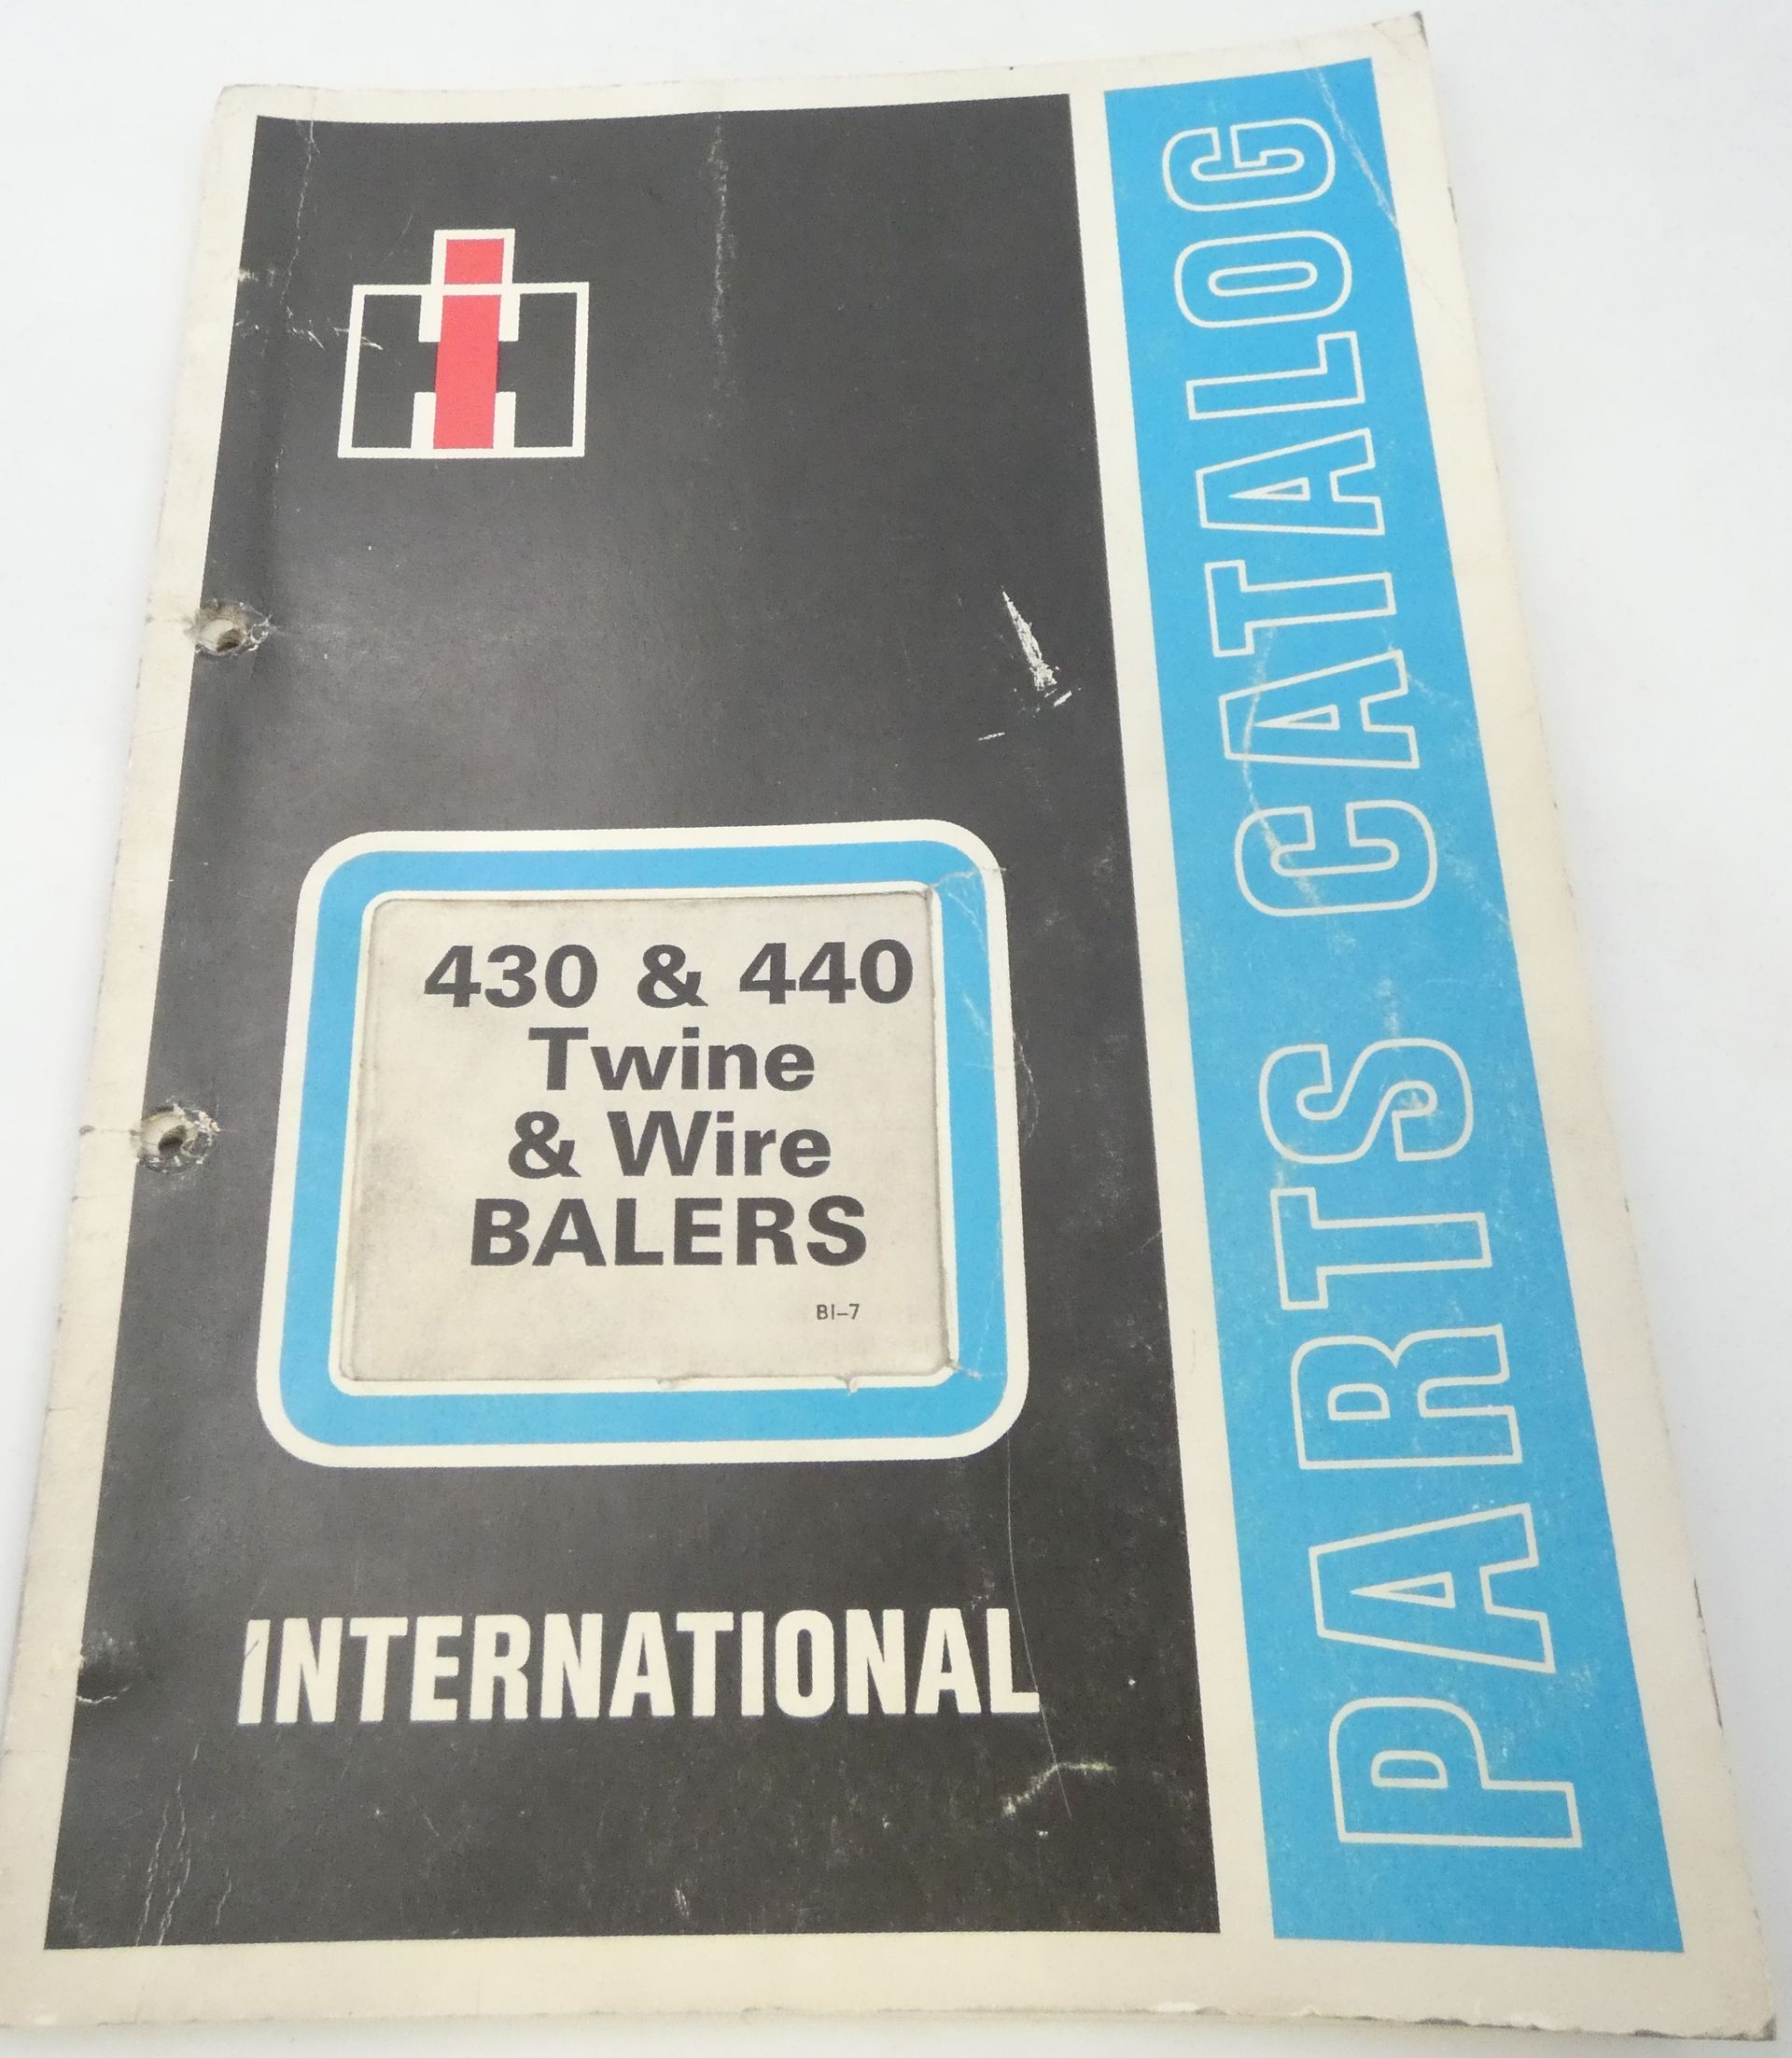 430 & 440
Twine
& Wire
BALERS
BI-7
INTERNATIONAL
PARTS CATALOG